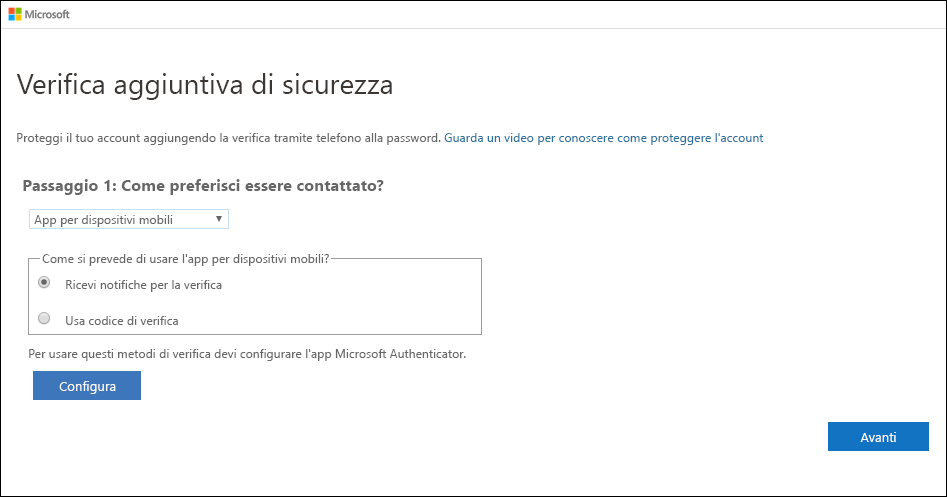 Microsoft
Verifica aggiuntiva di sicurezza
Proteggi il tuo account aggiungendo la verifica tramite telefono alla password. Guarda un video per conoscere come proteggere l'account
Passaggio 1: Come preferisci essere contattato?
App per dispositivi mobili
Come si prevede di usare l'app per dispositivi mobili?
Ricevi notifiche per la verifica
Usa codice di verifica
Per usare questi metodi di verifica devi configurare l'app Microsoft Authenticator.
Configura
Avanti